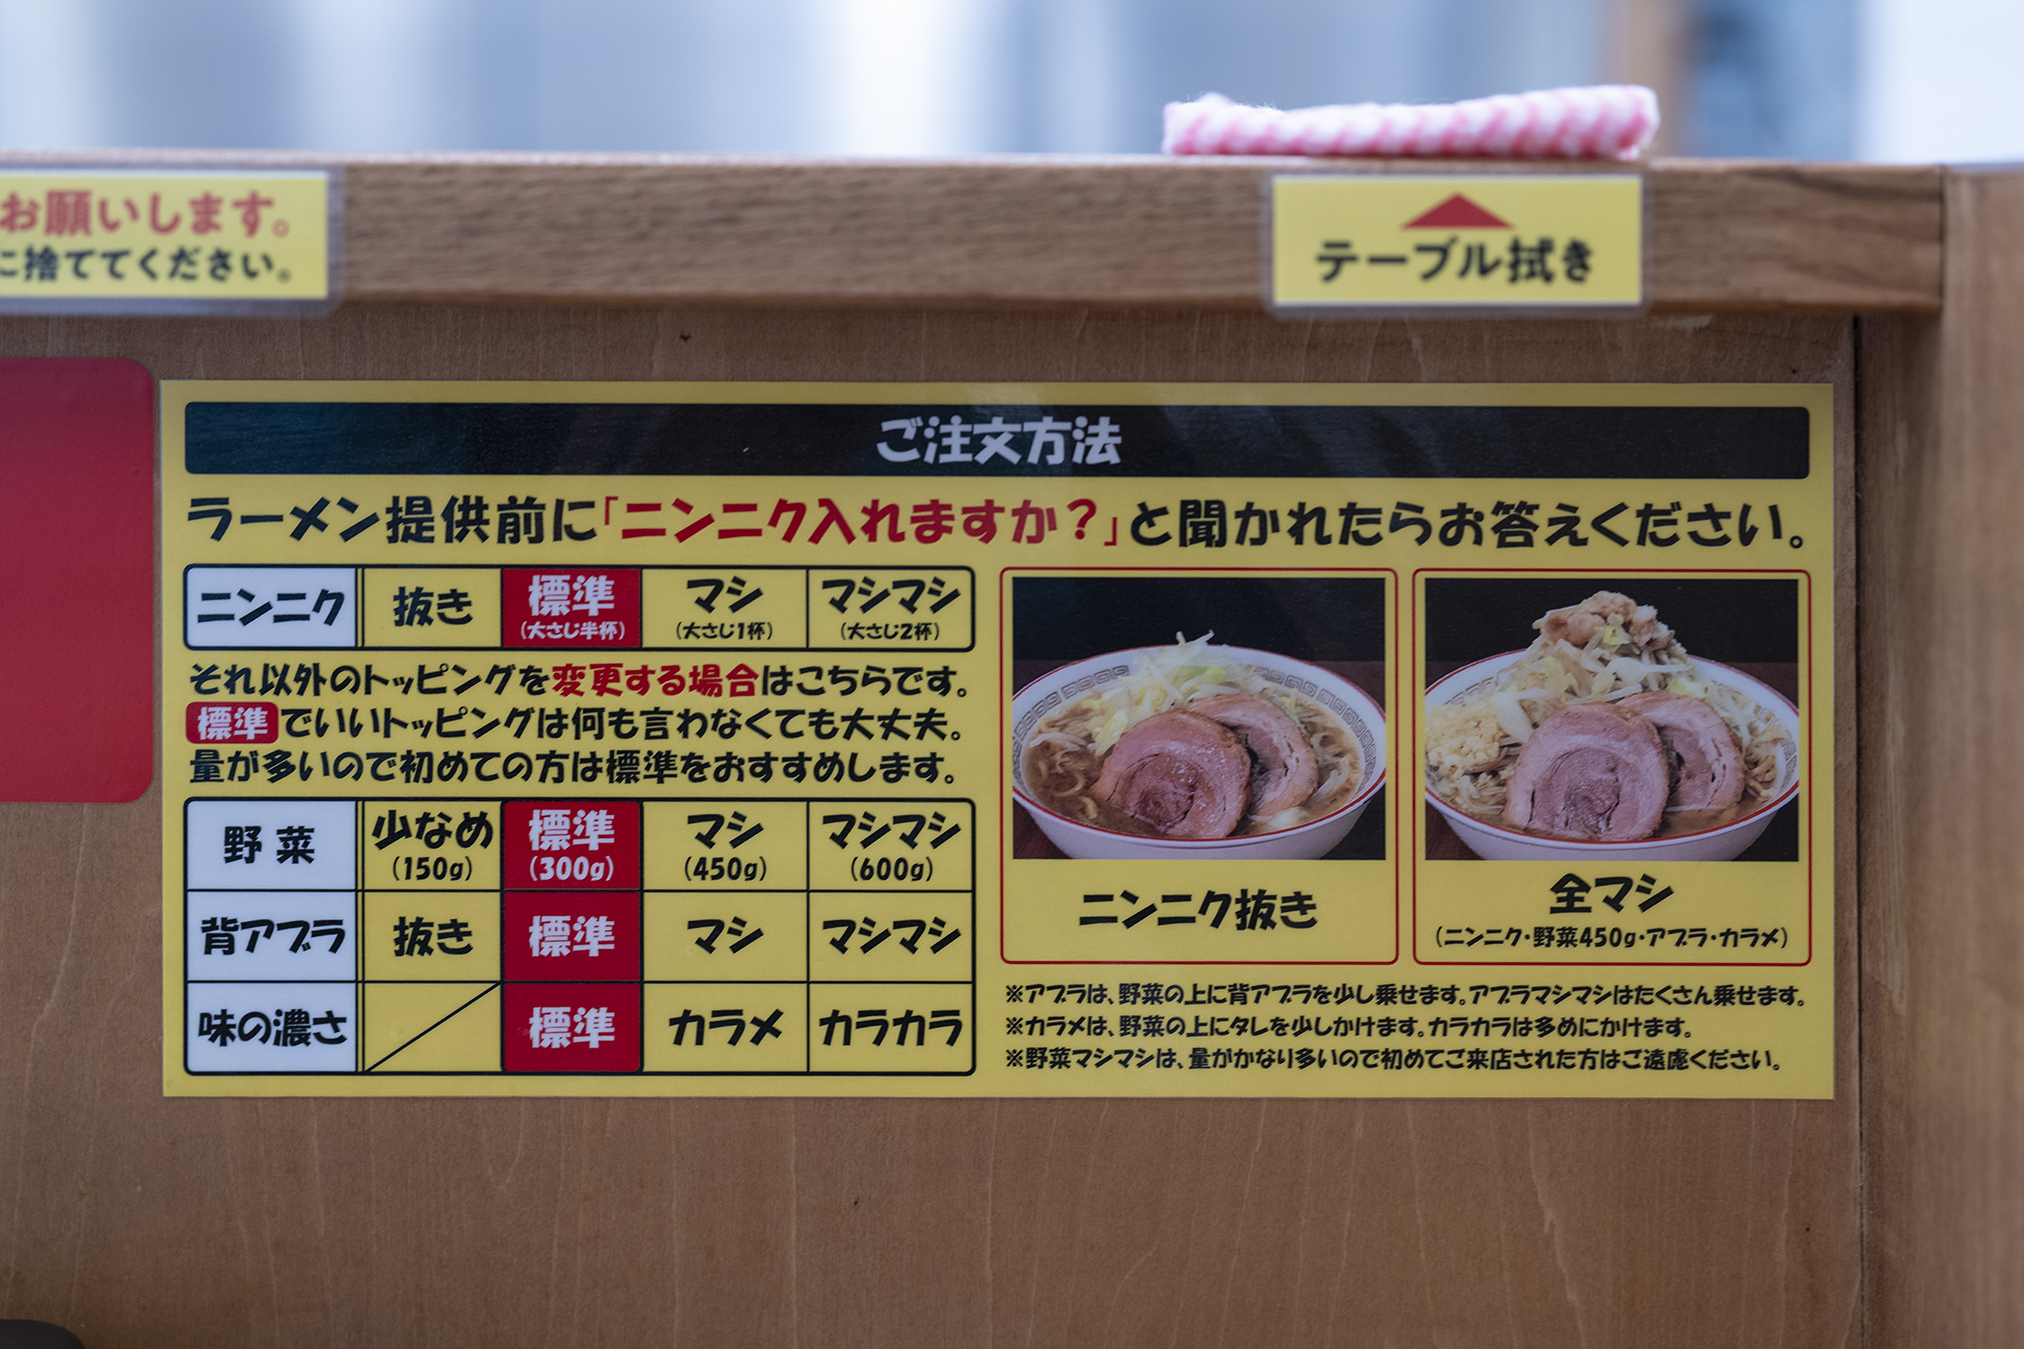 お願いします。
に捨ててください。
テーブル拭き
ご注文方法
ラーメン提供前に「ニンニク入れますか?」と聞かれたらお答えください。
ニンニク 抜き 標準 マシ マシマシ
(大さじ半杯) (大さじ1杯) (大さじ2杯)
それ以外のトッピングを変更する場合はこちらです。
標準でいいトッピングは何も言わなくても大丈夫。
量が多いので初めての方は標準をおすすめします。
野菜 少なめ 標準 マシ マシマシ
(150g) (300g) (450g) (600g)
背アブラ 抜き 標準 マシ マシマシ
味の濃さ 標準 カラメ カラカラ
ニンニク抜き
全マシ
(ニンニク・野菜450g・アブラ・カラメ)
※アブラは、野菜の上に背アブラを少し乗せます。アブラマシマシはたくさん乗せます。
※カラメは、野菜の上にタレを少しかけます。カラカラは多めにかけます。
※野菜マシマシは、量がかなり多いので初めてご来店された方はご遠慮ください。